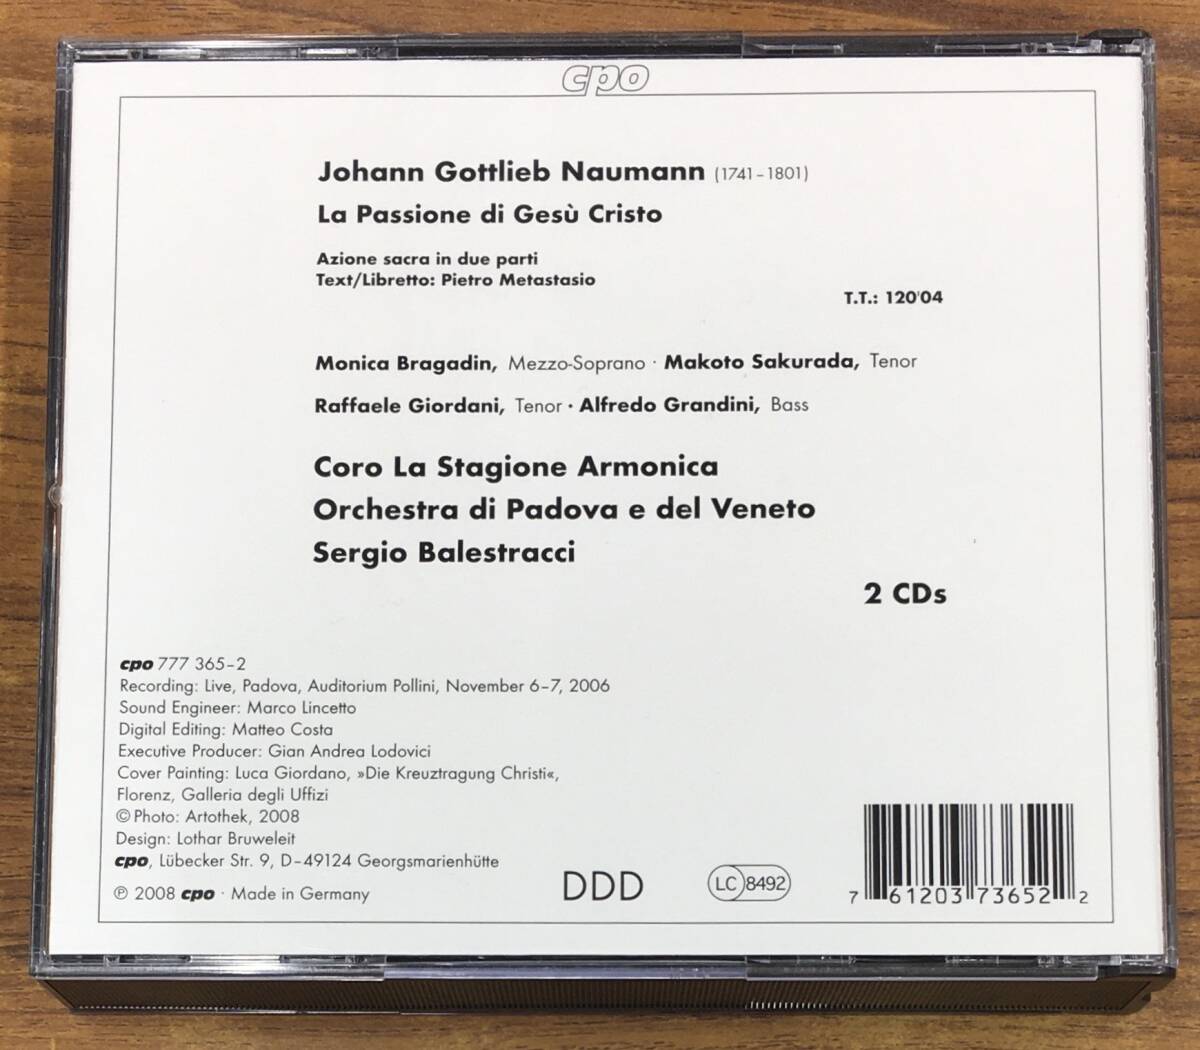 cpo
Johann Gottlieb Naumann (1741–1801)
La Passione di Gesù Cristo
Azione sacra in due parti
Text/Libretto: Pietro Metastasio
T.T.: 120'04
Monica Bragadin, Mezzo-Soprano · Makoto Sakurada, Tenor
Raffaele Giordani, Tenor · Alfredo Grandini, Bass
Coro La Stagione Armonica
Orchestra di Padova e del Veneto
Sergio Balestracci
2 CDs
cpo 777 365–2
Recording: Live, Padova, Auditorium Pollini, November 6–7, 2006
Sound Engineer: Marco Lincetto
Digital Editing: Matteo Costa
Executive Producer: Gian Andrea Lodovici
Cover Painting: Luca Giordano, »Die Kreuztragung Christi«,
Florenz, Galleria degli Uffizi
© Photo: Artothek, 2008
Design: Lothar Bruweleit
cpo, Lübecker Str. 9, D–49124 Georgsmarienhütte
℗ 2008 cpo · Made in Germany
DDD
LC 8492
7 61203 73652 2